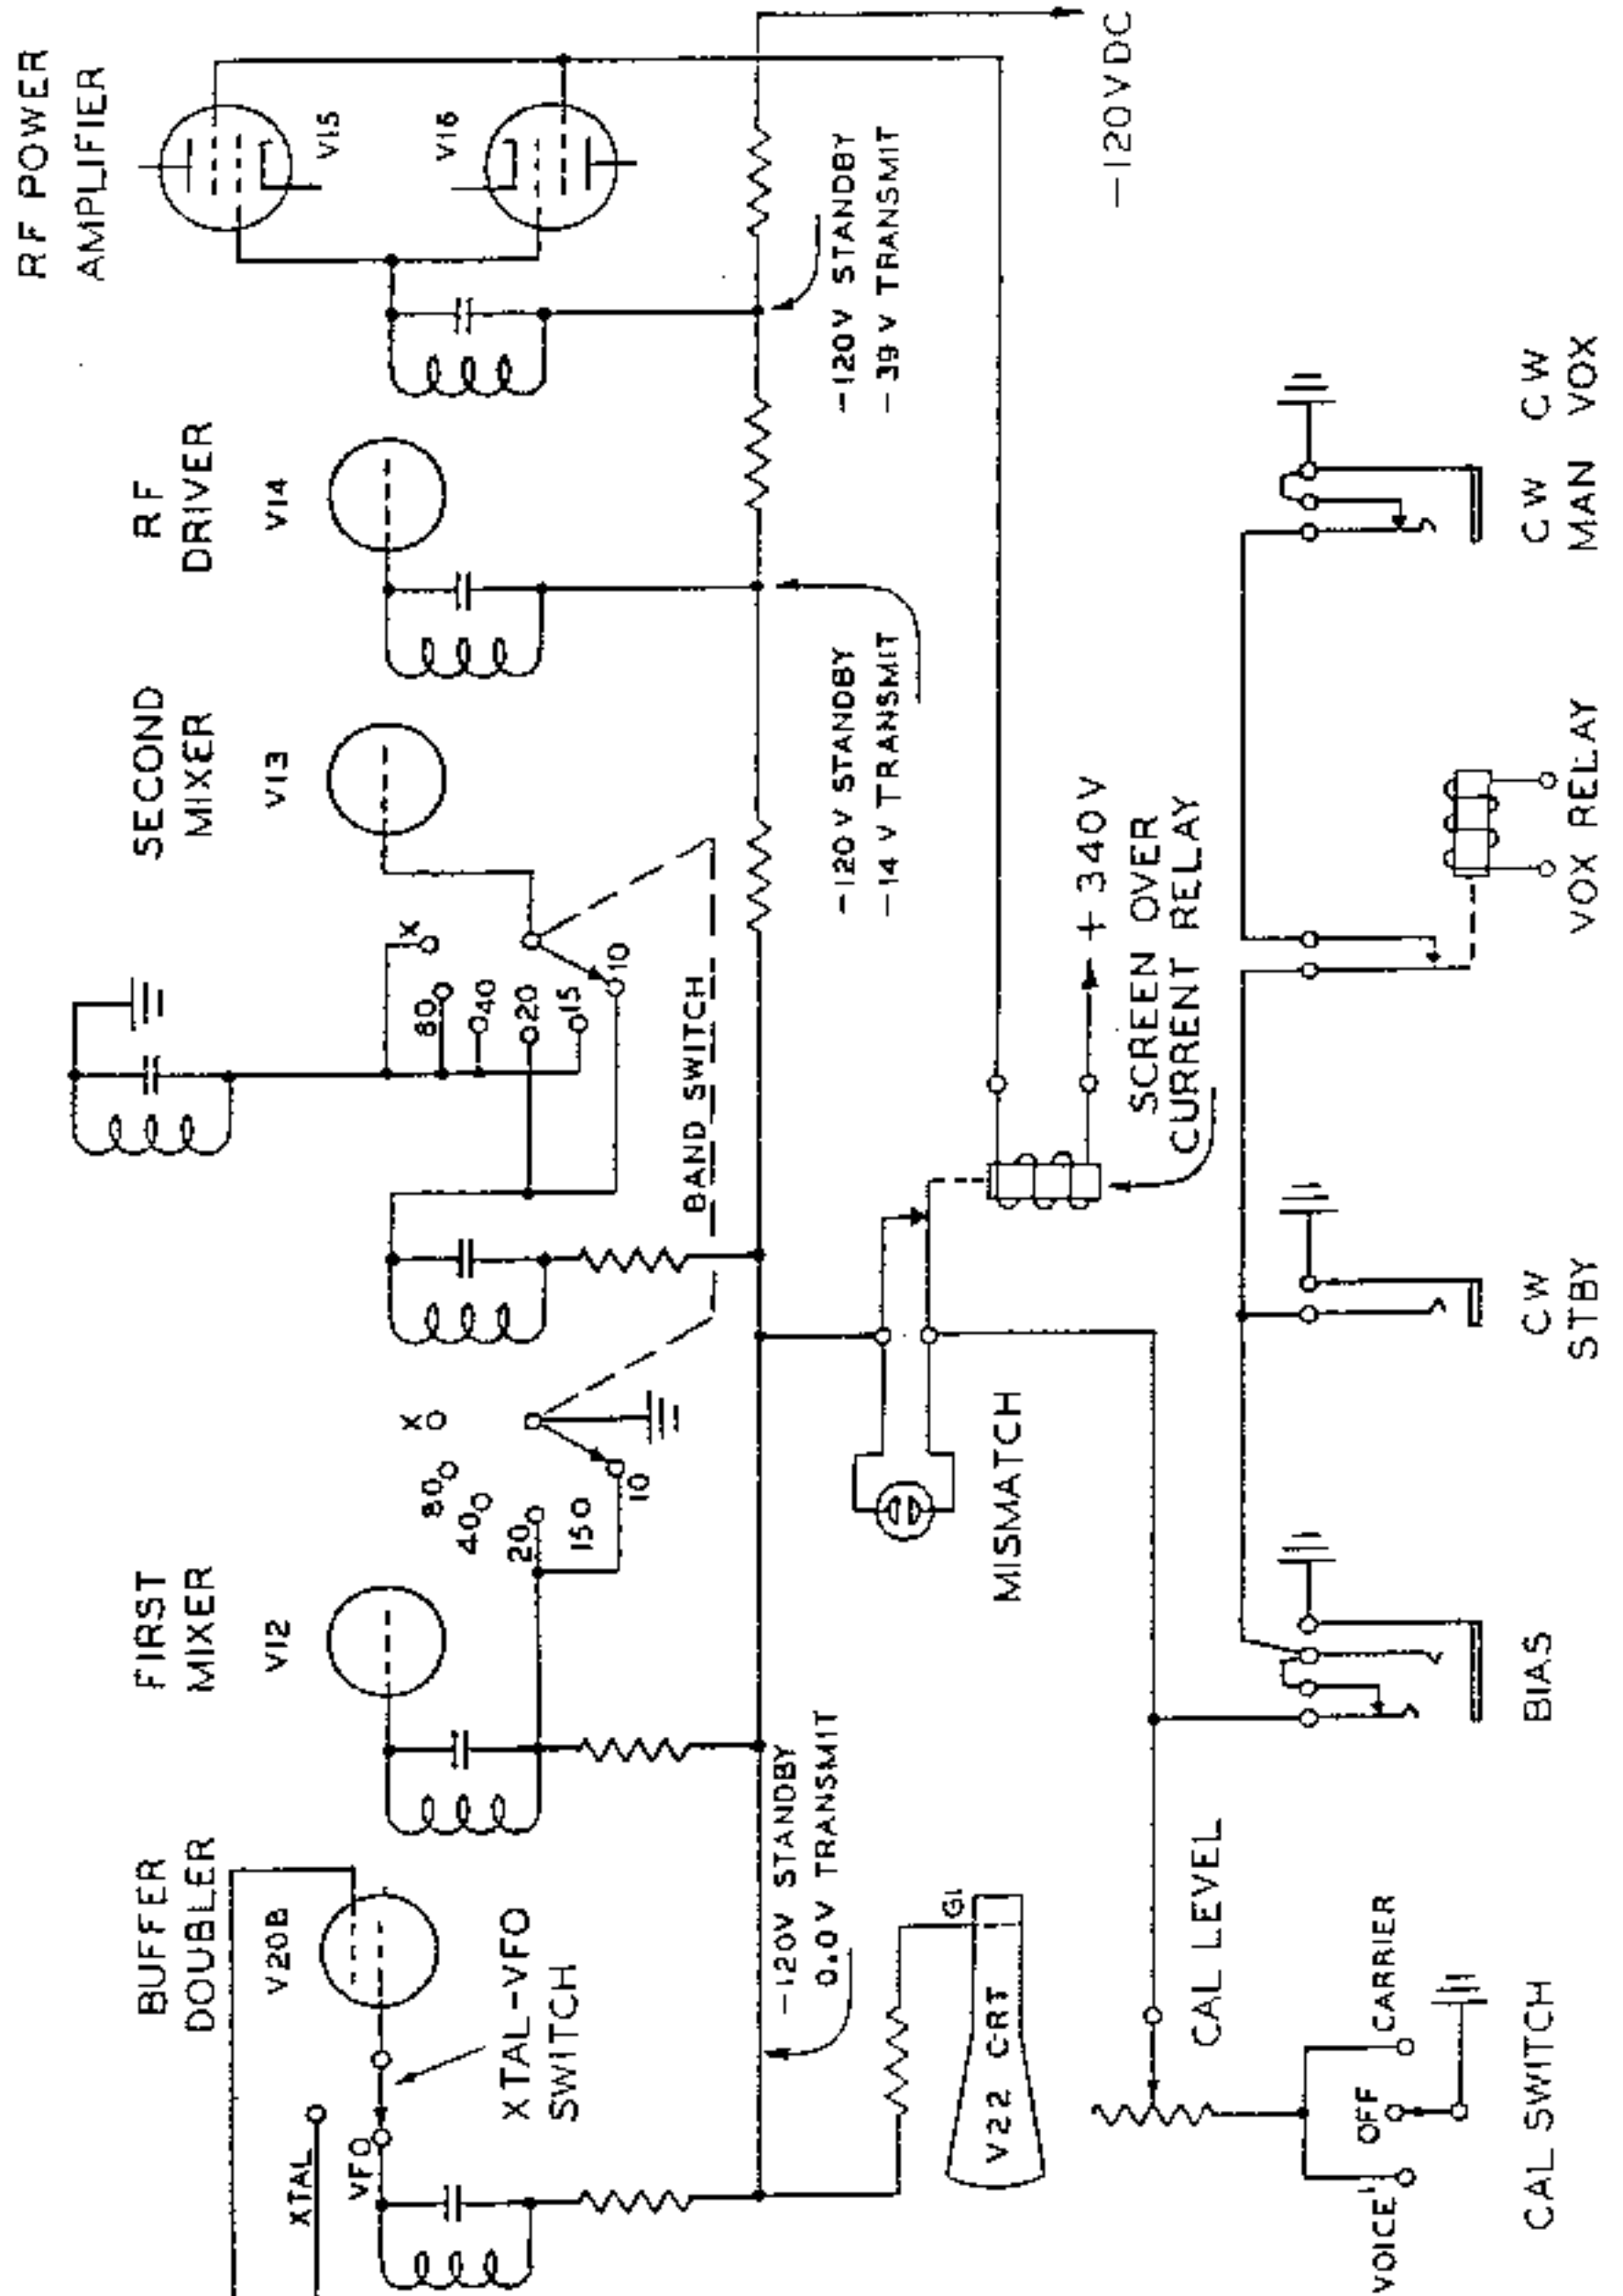 BUFFER
DOUBLER
V20B
FIRST
MIXER
V12
SECOND
MIXER
V13
RF
DRIVER
V14
RF POWER
AMPLIFIER
V15
V16
XTAL
VFO
XTAL-VFO
SWITCH
X
80
40
20
15
10
X
80
40
20
15
10
BAND SWITCH
-120V STANDBY
0.0V TRANSMIT
-120V STANDBY
-14 V TRANSMIT
-120V STANDBY
-39 V TRANSMIT
-120VDC
G1
V22 CRT
MISMATCH
+ 340V
SCREEN OVER
CURRENT RELAY
CAL LEVEL
VOICE
OFF
CARRIER
CAL SWITCH
BIAS
CW
STBY
VOX RELAY
CW
MAN
CW
VOX